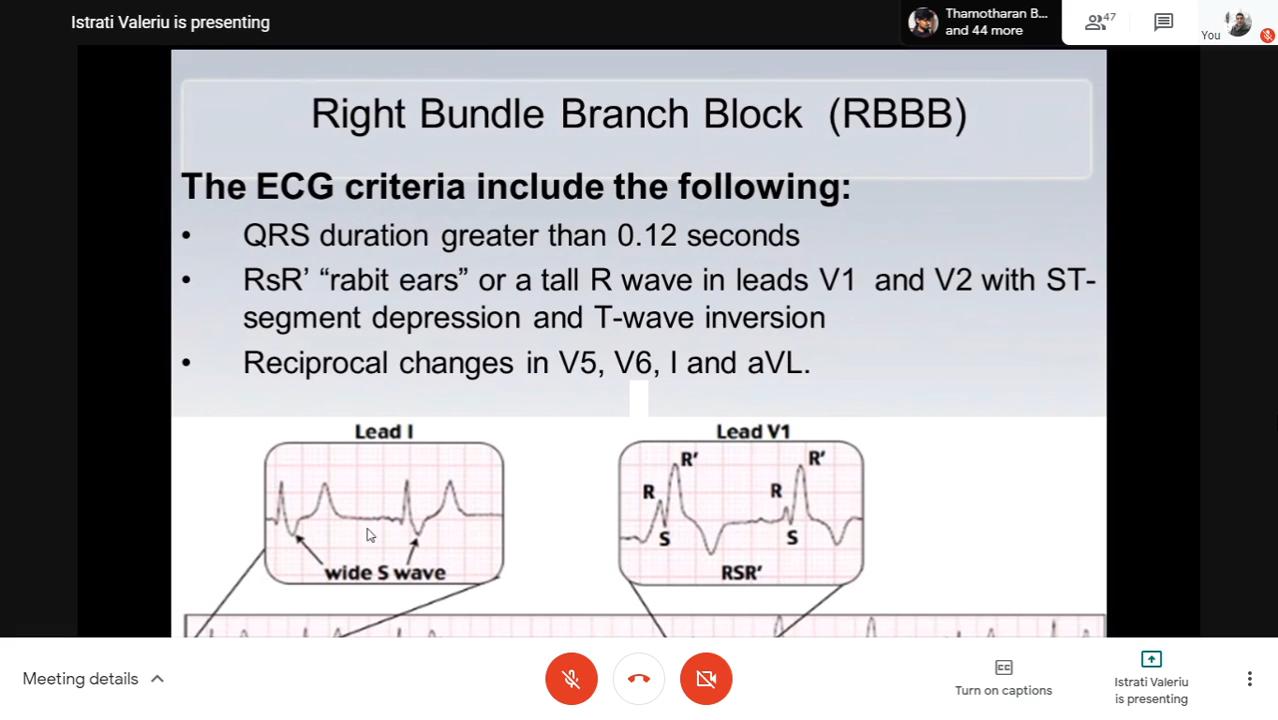 Istrati Valeriu is presenting
Thamotharan B...
and 44 more
47
You
Right Bundle Branch Block (RBBB)
The ECG criteria include the following:
• QRS duration greater than 0.12 seconds
• RsR’ “rabit ears” or a tall R wave in leads V1 and V2 with ST-
segment depression and T-wave inversion
• Reciprocal changes in V5, V6, I and aVL.
Lead I
wide S wave
Lead V1
R R' R R'
S S
RSR'
Meeting details
CC
Turn on captions
Istrati Valeriu
is presenting